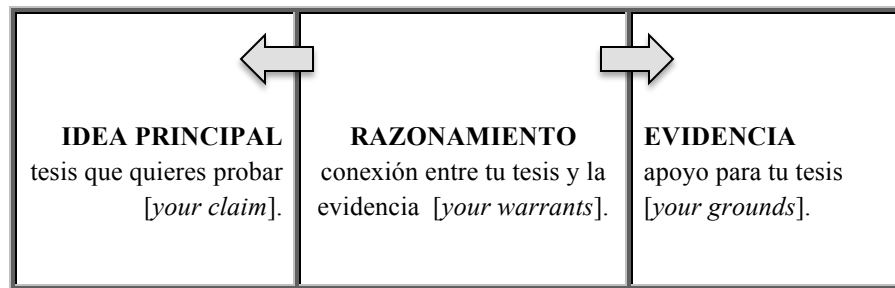 IDEA PRINCIPAL
tesis que quieres probar
[your claim].
RAZONAMIENTO
conexión entre tu tesis y la
evidencia [your warrants].
EVIDENCIA
apoyo para tu tesis
[your grounds].